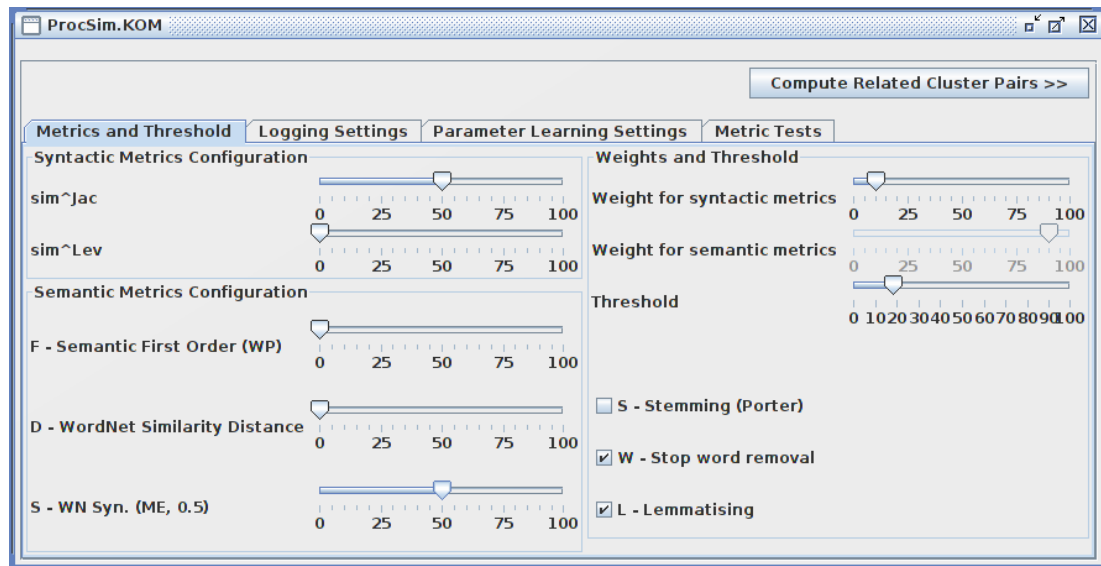 ProcSim.KOM
Compute Related Cluster Pairs >>
Metrics and Threshold Logging Settings Parameter Learning Settings Metric Tests
Syntactic Metrics Configuration
sim^Jac
0 25 50 75 100
sim^Lev
0 25 50 75 100
Semantic Metrics Configuration
F - Semantic First Order (WP)
0 25 50 75 100
D - WordNet Similarity Distance
0 25 50 75 100
S - WN Syn. (ME, 0.5)
0 25 50 75 100
Weights and Threshold
Weight for syntactic metrics
0 25 50 75 100
Weight for semantic metrics
0 25 50 75 100
Threshold
0 10 20 30 40 50 60 70 80 90 100
S - Stemming (Porter)
W - Stop word removal
L - Lemmatising